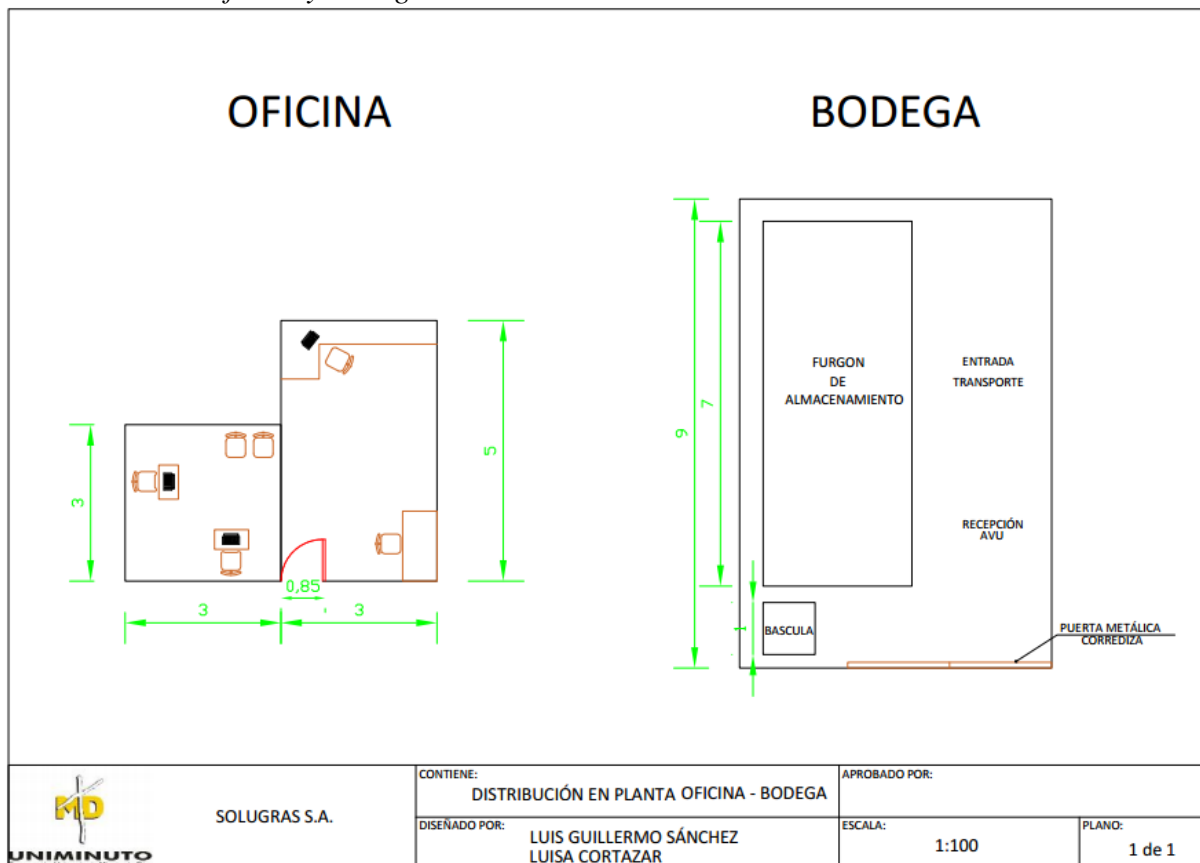 OFICINA
BODEGA
3
3
0,85
3
5
9
7
1
FURGON
DE
ALMACENAMIENTO
ENTRADA
TRANSPORTE
RECEPCIÓN
AVU
BASCULA
PUERTA METÁLICA
CORREDIZA
MD
UNIMINUTO
SOLUGRAS S.A.
CONTIENE:
DISTRIBUCIÓN EN PLANTA OFICINA - BODEGA
DISEÑADO POR:
LUIS GUILLERMO SÁNCHEZ
LUISA CORTAZAR
APROBADO POR:
ESCALA:
1:100
PLANO:
1 de 1